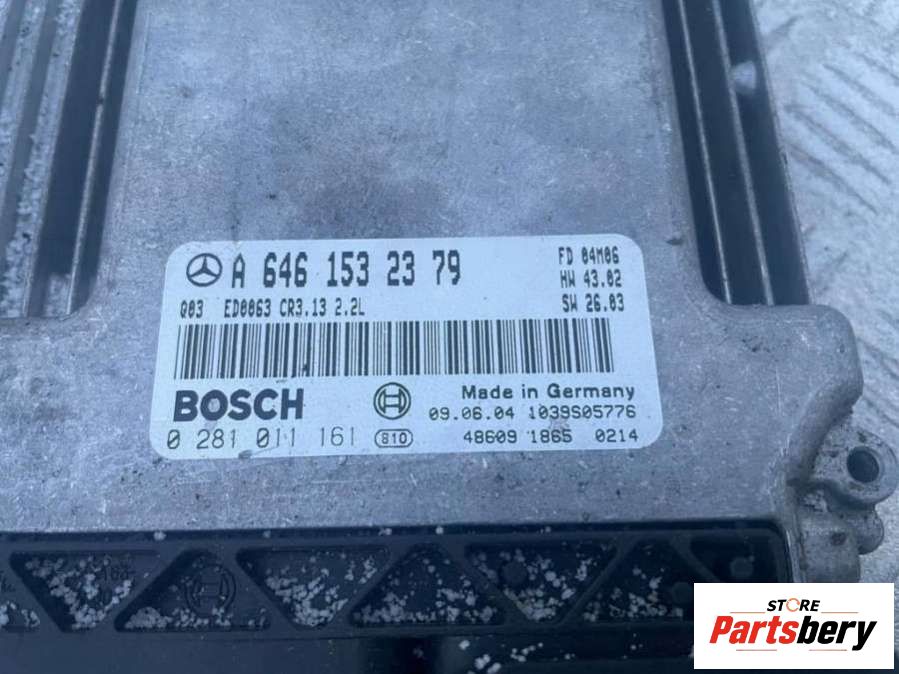 A 646 153 23 79
FD 04M06
HW 43.02
Q03 ED0063 CR3.13 2.2L
SW 26.03
BOSCH
Made in Germany
09.06.04 1039S05776
0 281 011 161 810
48609 1865 0214
STORE
Partsbery